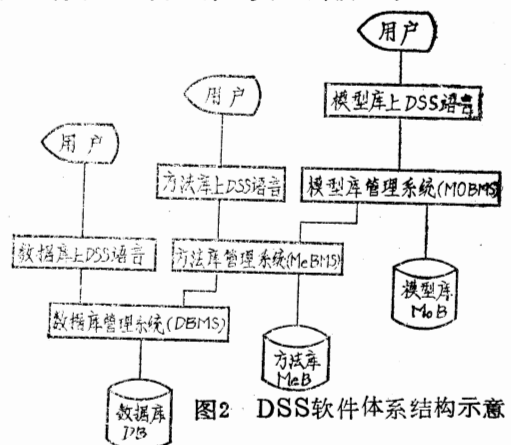 用户
模型库上DSS语言
用户
方法库上DSS语言
模型库管理系统(MOBMS)
用户
数据库上DSS语言
方法库管理系统(MeBMS)
数据库管理系统(DBMS)
模型库
MoB
方法库
MeB
数据库
DB
图2 DSS软件体系结构示意